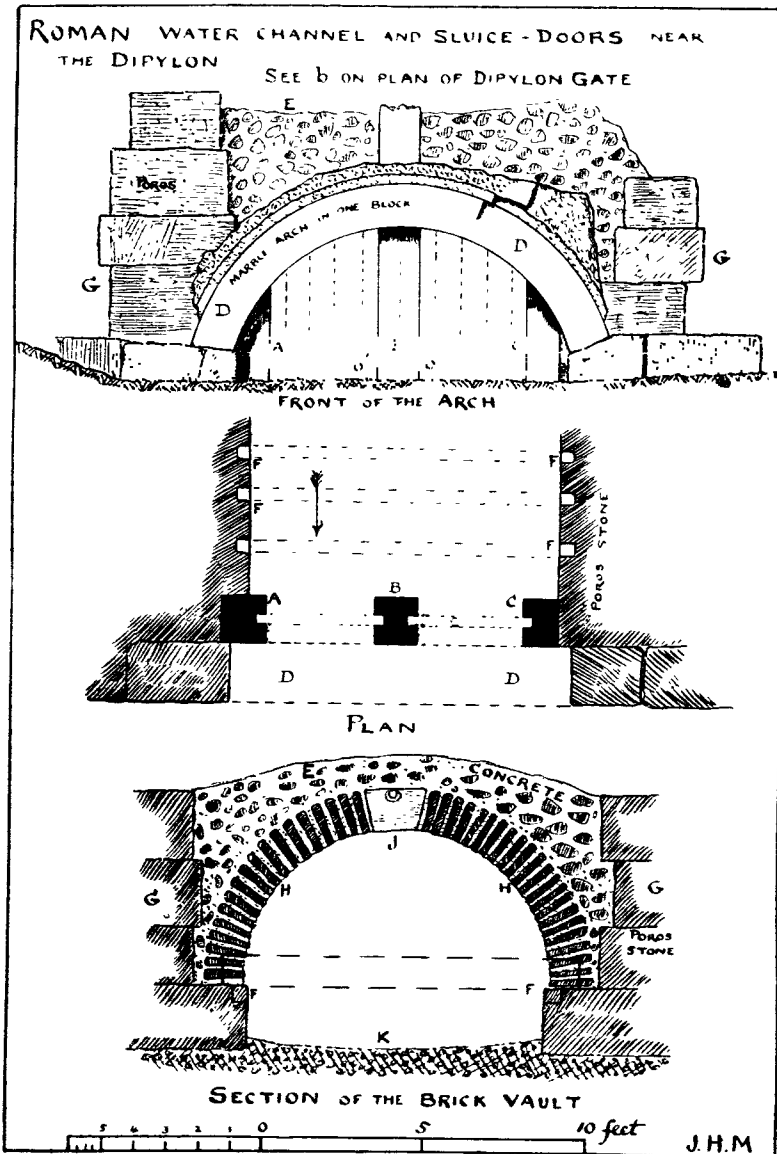 ROMAN WATER CHANNEL AND SLUICE-DOORS NEAR
THE DIPYLON
SEE b ON PLAN OF DIPYLON GATE
E
POROS
MARBLE ARCH IN ONE BLOCK
D
G
G
D
A
FRONT OF THE ARCH
F
F
F
F
F
POROS STONE
A
B
C
D
D
PLAN
E
CONCRETE
J
H
H
G
G
POROS
STONE
F
F
K
SECTION OF THE BRICK VAULT
5 4 3 2 1 0 5 10 feet
J.H.M